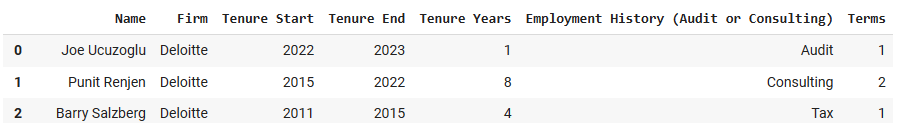 Name Firm Tenure Start Tenure End Tenure Years Employment History (Audit or Consulting) Terms
0 Joe Ucuzoglu Deloitte 2022 2023 1 Audit 1
1 Punit Renjen Deloitte 2015 2022 8 Consulting 2
2 Barry Salzberg Deloitte 2011 2015 4 Tax 1